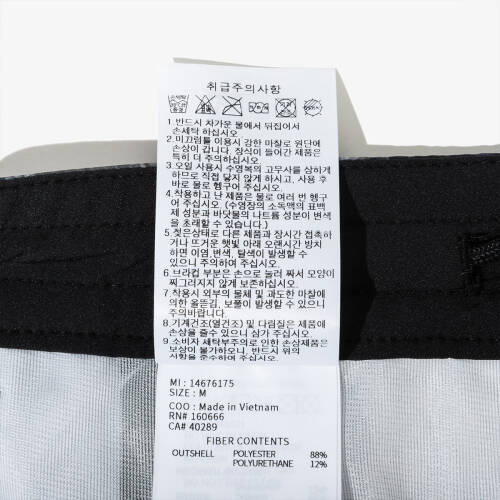 취급주의사항
1.반드시 차가운 물에서 뒤집어서
손세탁 하십시오.
2.미끄럼틀 이용시 강한 마찰로 원단에
손상이 갑니다. 장식이 들어간 제품은
특히 더 주의하십시오.
3.오일 사용시 수영복의 고무사를 상하게
하므로 직접 닿지 않게 하시고, 사용 후
바로 물로 헹구어 주십시오.
4.착용하고 난 제품은 물로 여러 번 헹구
어 주십시오. (수영장의 소독액의 표백
제 성분과 바닷물의 나트륨 성분이 변색
을 초래할 수 있습니다.)
5.젖은상태로 다른 제품과 장시간 접촉하
거나 뜨거운 햇빛 아래 오랜시간 방치
하면 이염,변색, 탈색이 발생할 수
있으니 주의하여 주십시오.
6.브라컵 부분은 손으로 눌러 짜서 모양이
찌그러지지 않게 보존하십시오.
7.착용시 외부의 물체 및 과도한 마찰에
의한 올뜯김, 보풀이 발생할 수 있으니
주의바랍니다.
8.기계건조(열건조) 및 다림질은 제품에
손상을 줄수 있으니 삼가 주십시오.
9.소비자 세탁부주의로 인한 손상제품은
보상이 불가하오니, 반드시 위의
사항을 준수하여 주십시오.
MI : 14676175
SIZE : M
COO : Made in Vietnam
RN# 160666
CA# 40289
FIBER CONTENTS
OUTSHELL POLYESTER 88%
POLYURETHANE 12%